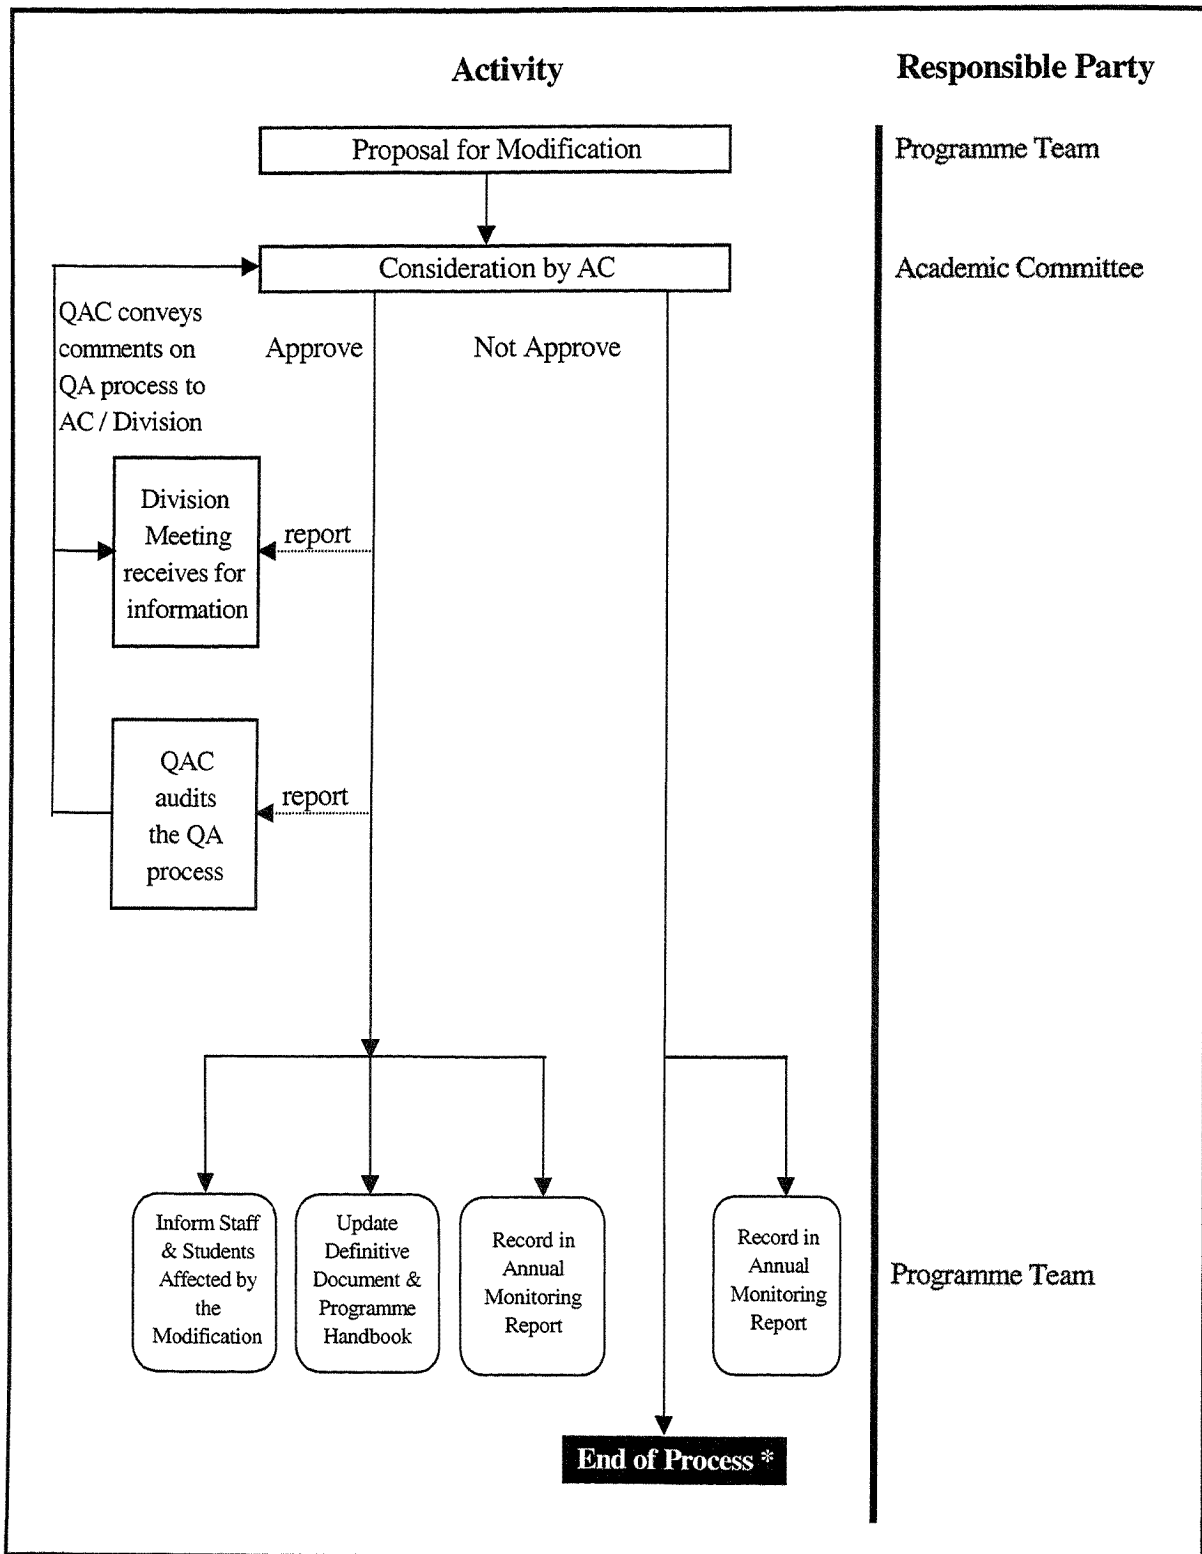 Activity
Responsible Party
Proposal for Modification
Programme Team
Consideration by AC
Academic Committee
QAC conveys
comments on
QA process to
AC / Division
Approve
Not Approve
Division
Meeting
receives for
information
report
QAC
audits
the QA
process
report
Inform Staff
& Students
Affected by
the
Modification
Update
Definitive
Document &
Programme
Handbook
Record in
Annual
Monitoring
Report
Record in
Annual
Monitoring
Report
Programme Team
End of Process *